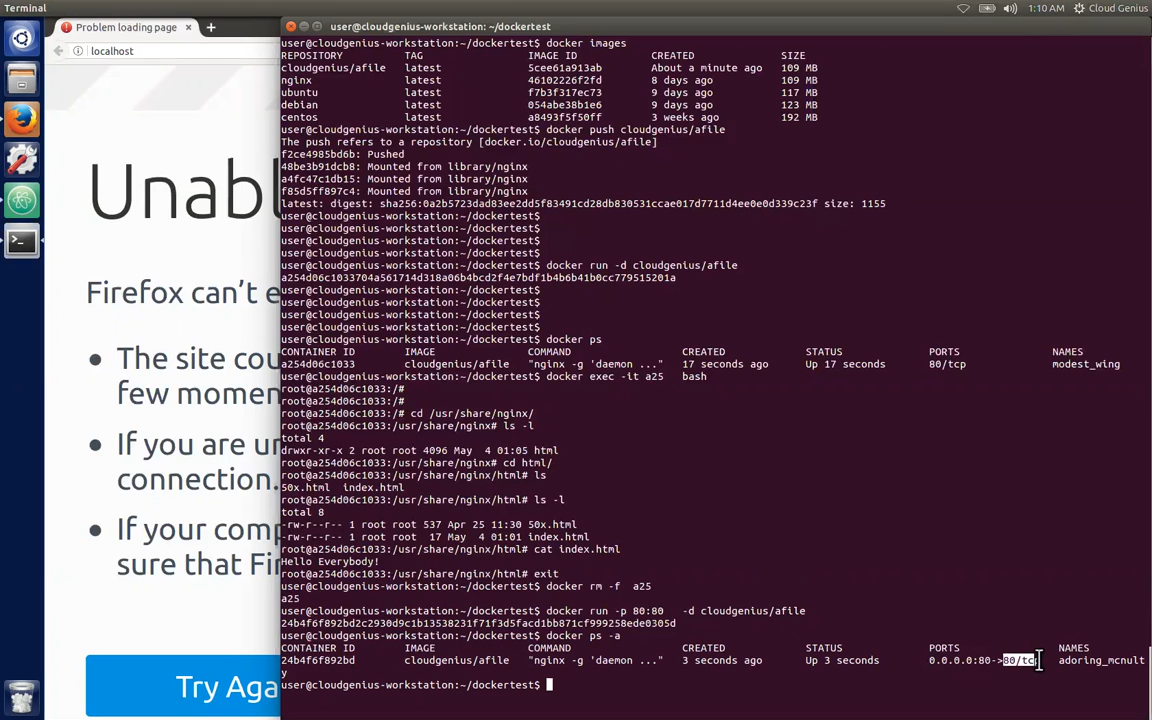 Terminal
1:10 AM Cloud Genius
Problem loading page
user@cloudgenius-workstation: ~/dockertest
localhost
user@cloudgenius-workstation:~/dockertest$ docker images
REPOSITORY TAG IMAGE ID CREATED SIZE
cloudgenius/afile latest 5cee61a913ab About a minute ago 109 MB
nginx latest 46102226f2fd 8 days ago 109 MB
ubuntu latest f7b3f317ec73 9 days ago 117 MB
debian latest 054abe38b1e6 9 days ago 123 MB
centos latest a8493f5f50ff 3 weeks ago 192 MB
user@cloudgenius-workstation:~/dockertest$ docker push cloudgenius/afile
The push refers to a repository [docker.io/cloudgenius/afile]
f2ce4985bd6b: Pushed
48be3b91dcb8: Mounted from library/nginx
a4fc47c1db15: Mounted from library/nginx
f85d5ff897c4: Mounted from library/nginx
latest: digest: sha256:0a2b5723dad83ee2dd5f83491cd28db830531ccae017d7711d4ee0e0d339c23f size: 1155
user@cloudgenius-workstation:~/dockertest$
user@cloudgenius-workstation:~/dockertest$
user@cloudgenius-workstation:~/dockertest$
user@cloudgenius-workstation:~/dockertest$
user@cloudgenius-workstation:~/dockertest$ docker run -d cloudgenius/afile
a254d06c1033704a561714d318a06b4bcd2f4e7bdf1b4b6b41b0cc779515201a
user@cloudgenius-workstation:~/dockertest$
user@cloudgenius-workstation:~/dockertest$
user@cloudgenius-workstation:~/dockertest$
user@cloudgenius-workstation:~/dockertest$ docker ps
CONTAINER ID IMAGE COMMAND CREATED STATUS PORTS NAMES
a254d06c1033 cloudgenius/afile "nginx -g 'daemon ..." 17 seconds ago Up 17 seconds 80/tcp modest_wing
user@cloudgenius-workstation:~/dockertest$ docker exec -it a25 bash
root@a254d06c1033:/#
root@a254d06c1033:/#
root@a254d06c1033:/# cd /usr/share/nginx/
root@a254d06c1033:/usr/share/nginx# ls -l
total 4
drwxr-xr-x 2 root root 4096 May 4 01:05 html
root@a254d06c1033:/usr/share/nginx# cd html/
root@a254d06c1033:/usr/share/nginx/html# ls
50x.html index.html
root@a254d06c1033:/usr/share/nginx/html# ls -l
total 8
-rw-r--r-- 1 root root 537 Apr 25 11:30 50x.html
-rw-r--r-- 1 root root 17 May 4 01:01 index.html
root@a254d06c1033:/usr/share/nginx/html# cat index.html
Hello Everybody!
root@a254d06c1033:/usr/share/nginx/html# exit
user@cloudgenius-workstation:~/dockertest$ docker rm -f a25
a25
user@cloudgenius-workstation:~/dockertest$ docker run -p 80:80 -d cloudgenius/afile
24b4f6f892bd2c2930d9c1b13538231f71f3d5facd1bb871cf999258ede0305d
user@cloudgenius-workstation:~/dockertest$ docker ps -a
CONTAINER ID IMAGE COMMAND CREATED STATUS PORTS NAMES
24b4f6f892bd cloudgenius/afile "nginx -g 'daemon ..." 3 seconds ago Up 3 seconds 0.0.0.0:80->80/tcp adoring_mcnult
y
user@cloudgenius-workstation:~/dockertest$
Unabl
Firefox can't e
The site cou
few momen
If you are un
connection.
If your comp
sure that Fir
Try Aga